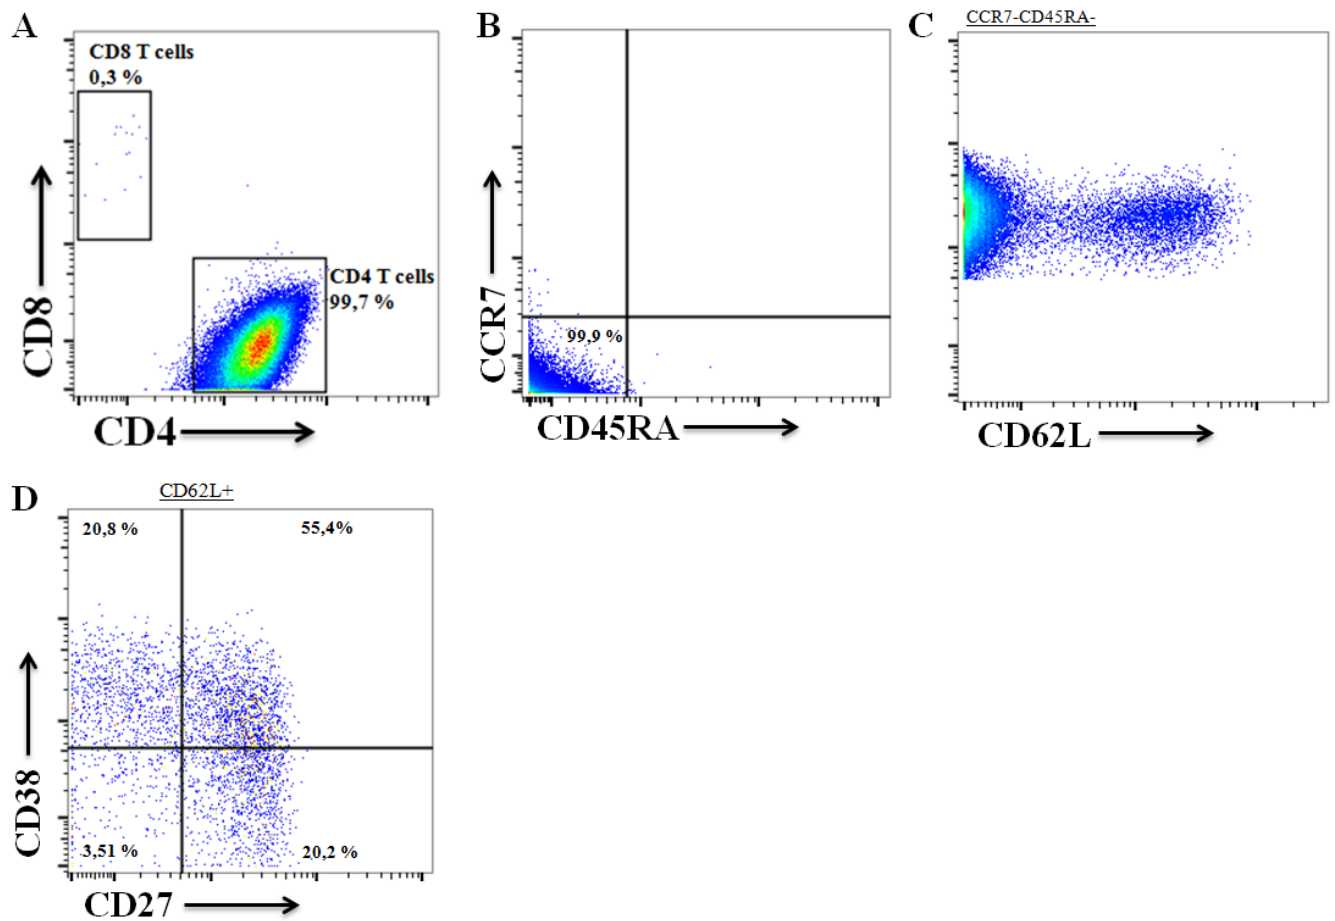 A
CD8 T cells
0,3 %
CD4 T cells
99,7 %
CD8
CD4
B
99,9 %
CCR7
CD45RA
C
CCR7-CD45RA-
CD62L
D
CD62L+
20,8 %
55,4%
3,51 %
20,2 %
CD38
CD27